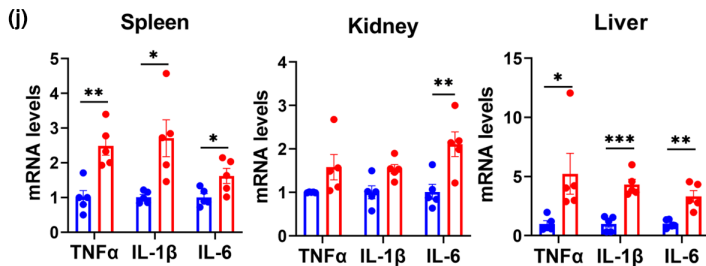 (j)
Spleen
mRNA levels
5
4
3
2
1
0
**
*
*
TNFα IL-1β IL-6
Kidney
mRNA levels
4
3
2
1
0
**
TNFα IL-1β IL-6
Liver
mRNA levels
15
10
5
0
*
***
**
TNFα IL-1β IL-6